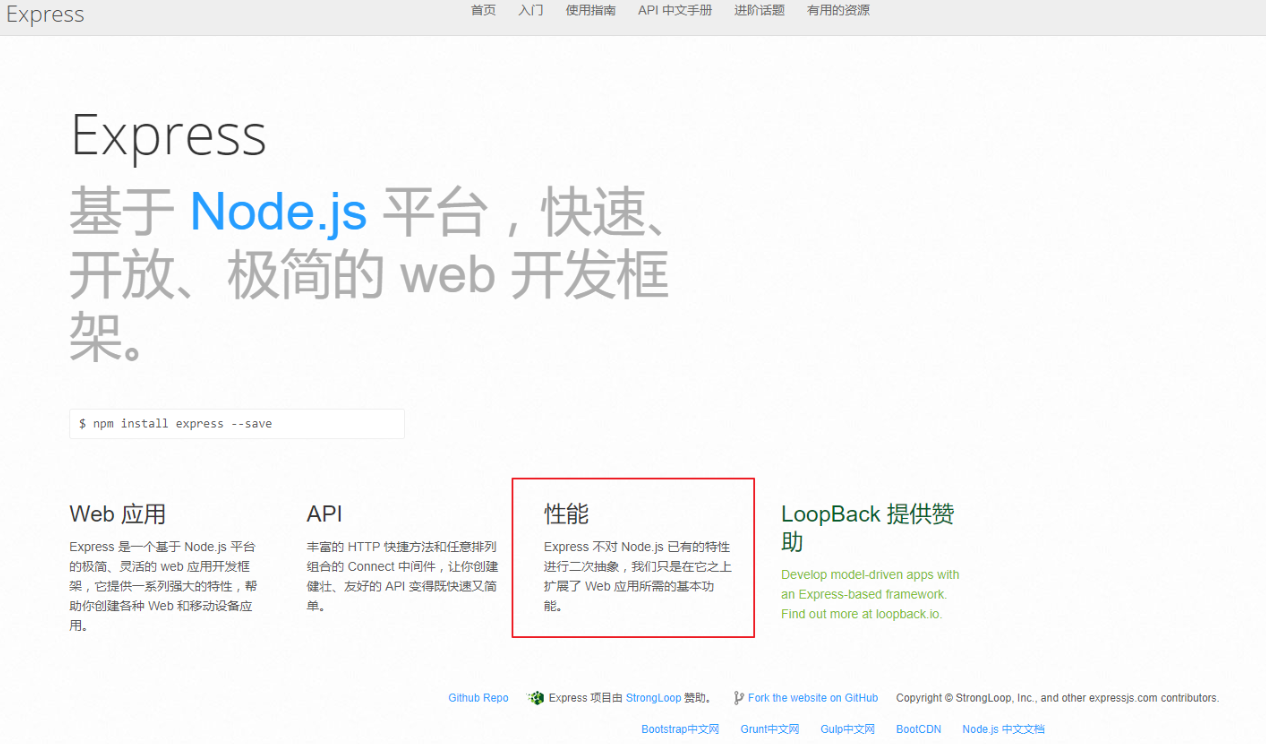 Express
首页 入门 使用指南 API 中文手册 进阶话题 有用的资源
Express
基于 Node.js 平台，快速、
开放、极简的 web 开发框
架。
$ npm install express --save
Web 应用
Express 是一个基于 Node.js 平台
的极简、灵活的 web 应用开发框
架，它提供一系列强大的特性，帮
助你创建各种 Web 和移动设备应
用。
API
丰富的 HTTP 快捷方法和任意排列
组合的 Connect 中间件，让你创建
健壮、友好的 API 变得既快速又简
单。
性能
Express 不对 Node.js 已有的特性
进行二次抽象，我们只是在它之上
扩展了 Web 应用所需的基本功
能。
LoopBack 提供赞
助
Develop model-driven apps with
an Express-based framework.
Find out more at loopback.io.
Github Repo Express 项目由 StrongLoop 赞助。 Fork the website on GitHub Copyright © StrongLoop, Inc., and other expressjs.com contributors.
Bootstrap中文网 Grunt中文网 Gulp中文网 BootCDN Node.js 中文文档